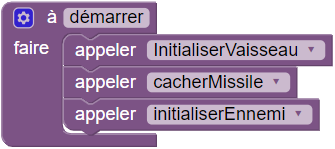 à démarrer
faire appeler InitialiserVaisseau
appeler cacherMissile
appeler initialiserEnnemi